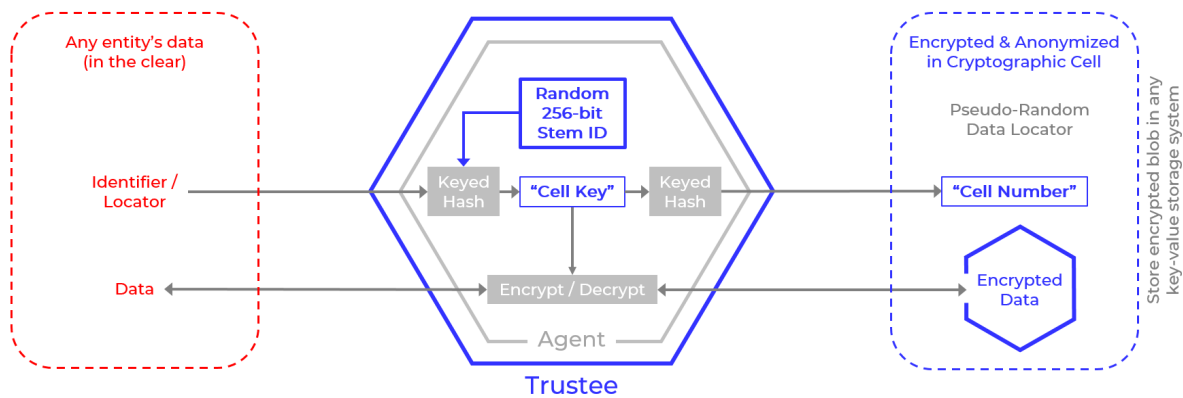 Any entity’s data
(in the clear)
Identifier /
Locator
Data
Random
256-bit
Stem ID
Keyed
Hash
“Cell Key”
Keyed
Hash
Encrypt / Decrypt
Agent
Trustee
Encrypted & Anonymized
in Cryptographic Cell
Pseudo-Random
Data Locator
“Cell Number”
Encrypted
Data
Store encrypted blob in any
key-value storage system